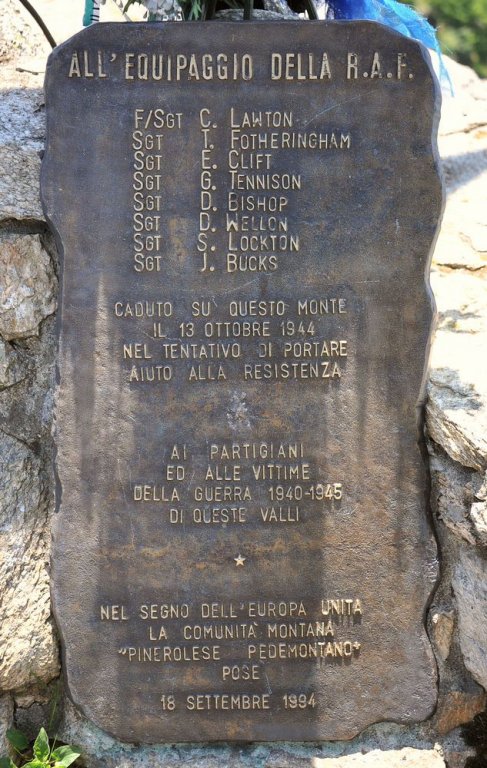 ALL'EQUIPAGGIO DELLA R.A.F.
F/SGT C. LAWTON
SGT T. FOTHERINGHAM
SGT E. CLIFT
SGT G. TENNISON
SGT D. BISHOP
SGT D. WELLON
SGT S. LOCKTON
SGT J. BUCKS
CADUTO SU' QUESTO MONTE
IL 13 OTTOBRE 1944
NEL TENTATIVO DI PORTARE
AIUTO ALLA RESISTENZA
AI PARTIGIANI
ED ALLE VITTIME
DELLA GUERRA 1940-1945
DI QUESTE VALLI
NEL SEGNO DELL'EUROPA UNITA
LA COMUNITÀ MONTANA
"PINEROLESE PEDEMONTANO"
POSE
18 SETTEMBRE 1994